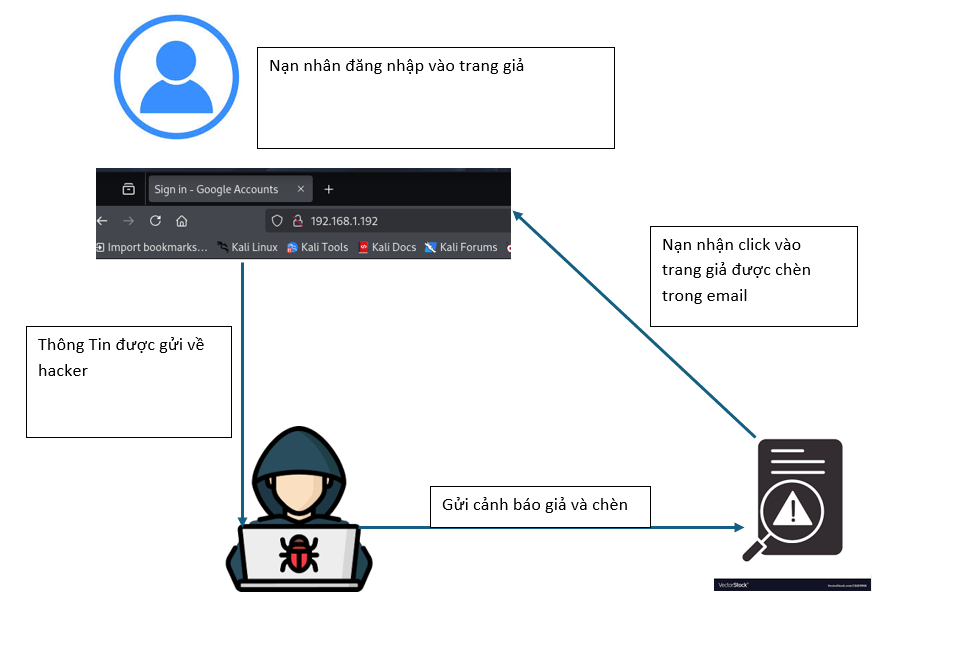 Nạn nhân đăng nhập vào trang giả
Sign in - Google Accounts
192.168.1.192
Import bookmarks... Kali Linux Kali Tools Kali Docs Kali Forums
Nạn nhận click vào
trang giả được chèn
trong email
Thông Tin được gửi về
hacker
Gửi cảnh báo giả và chèn
VectorStock